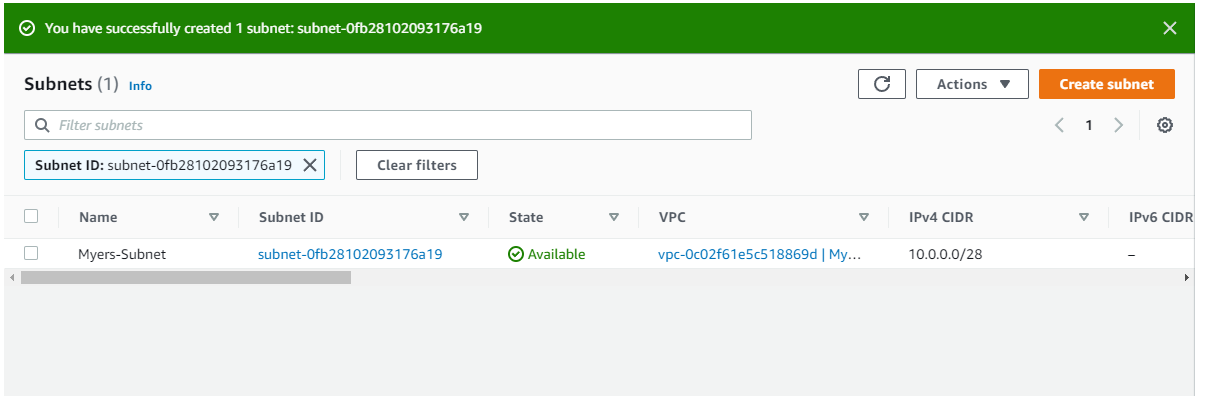 You have successfully created 1 subnet: subnet-0fb28102093176a19
Subnets (1) Info
Actions
Create subnet
Filter subnets
1
Subnet ID: subnet-0fb28102093176a19
Clear filters
Name Subnet ID State VPC IPv4 CIDR IPv6 CIDR
Myers-Subnet subnet-0fb28102093176a19 Available vpc-0c02f61e5c518869d | My... 10.0.0.0/28 –